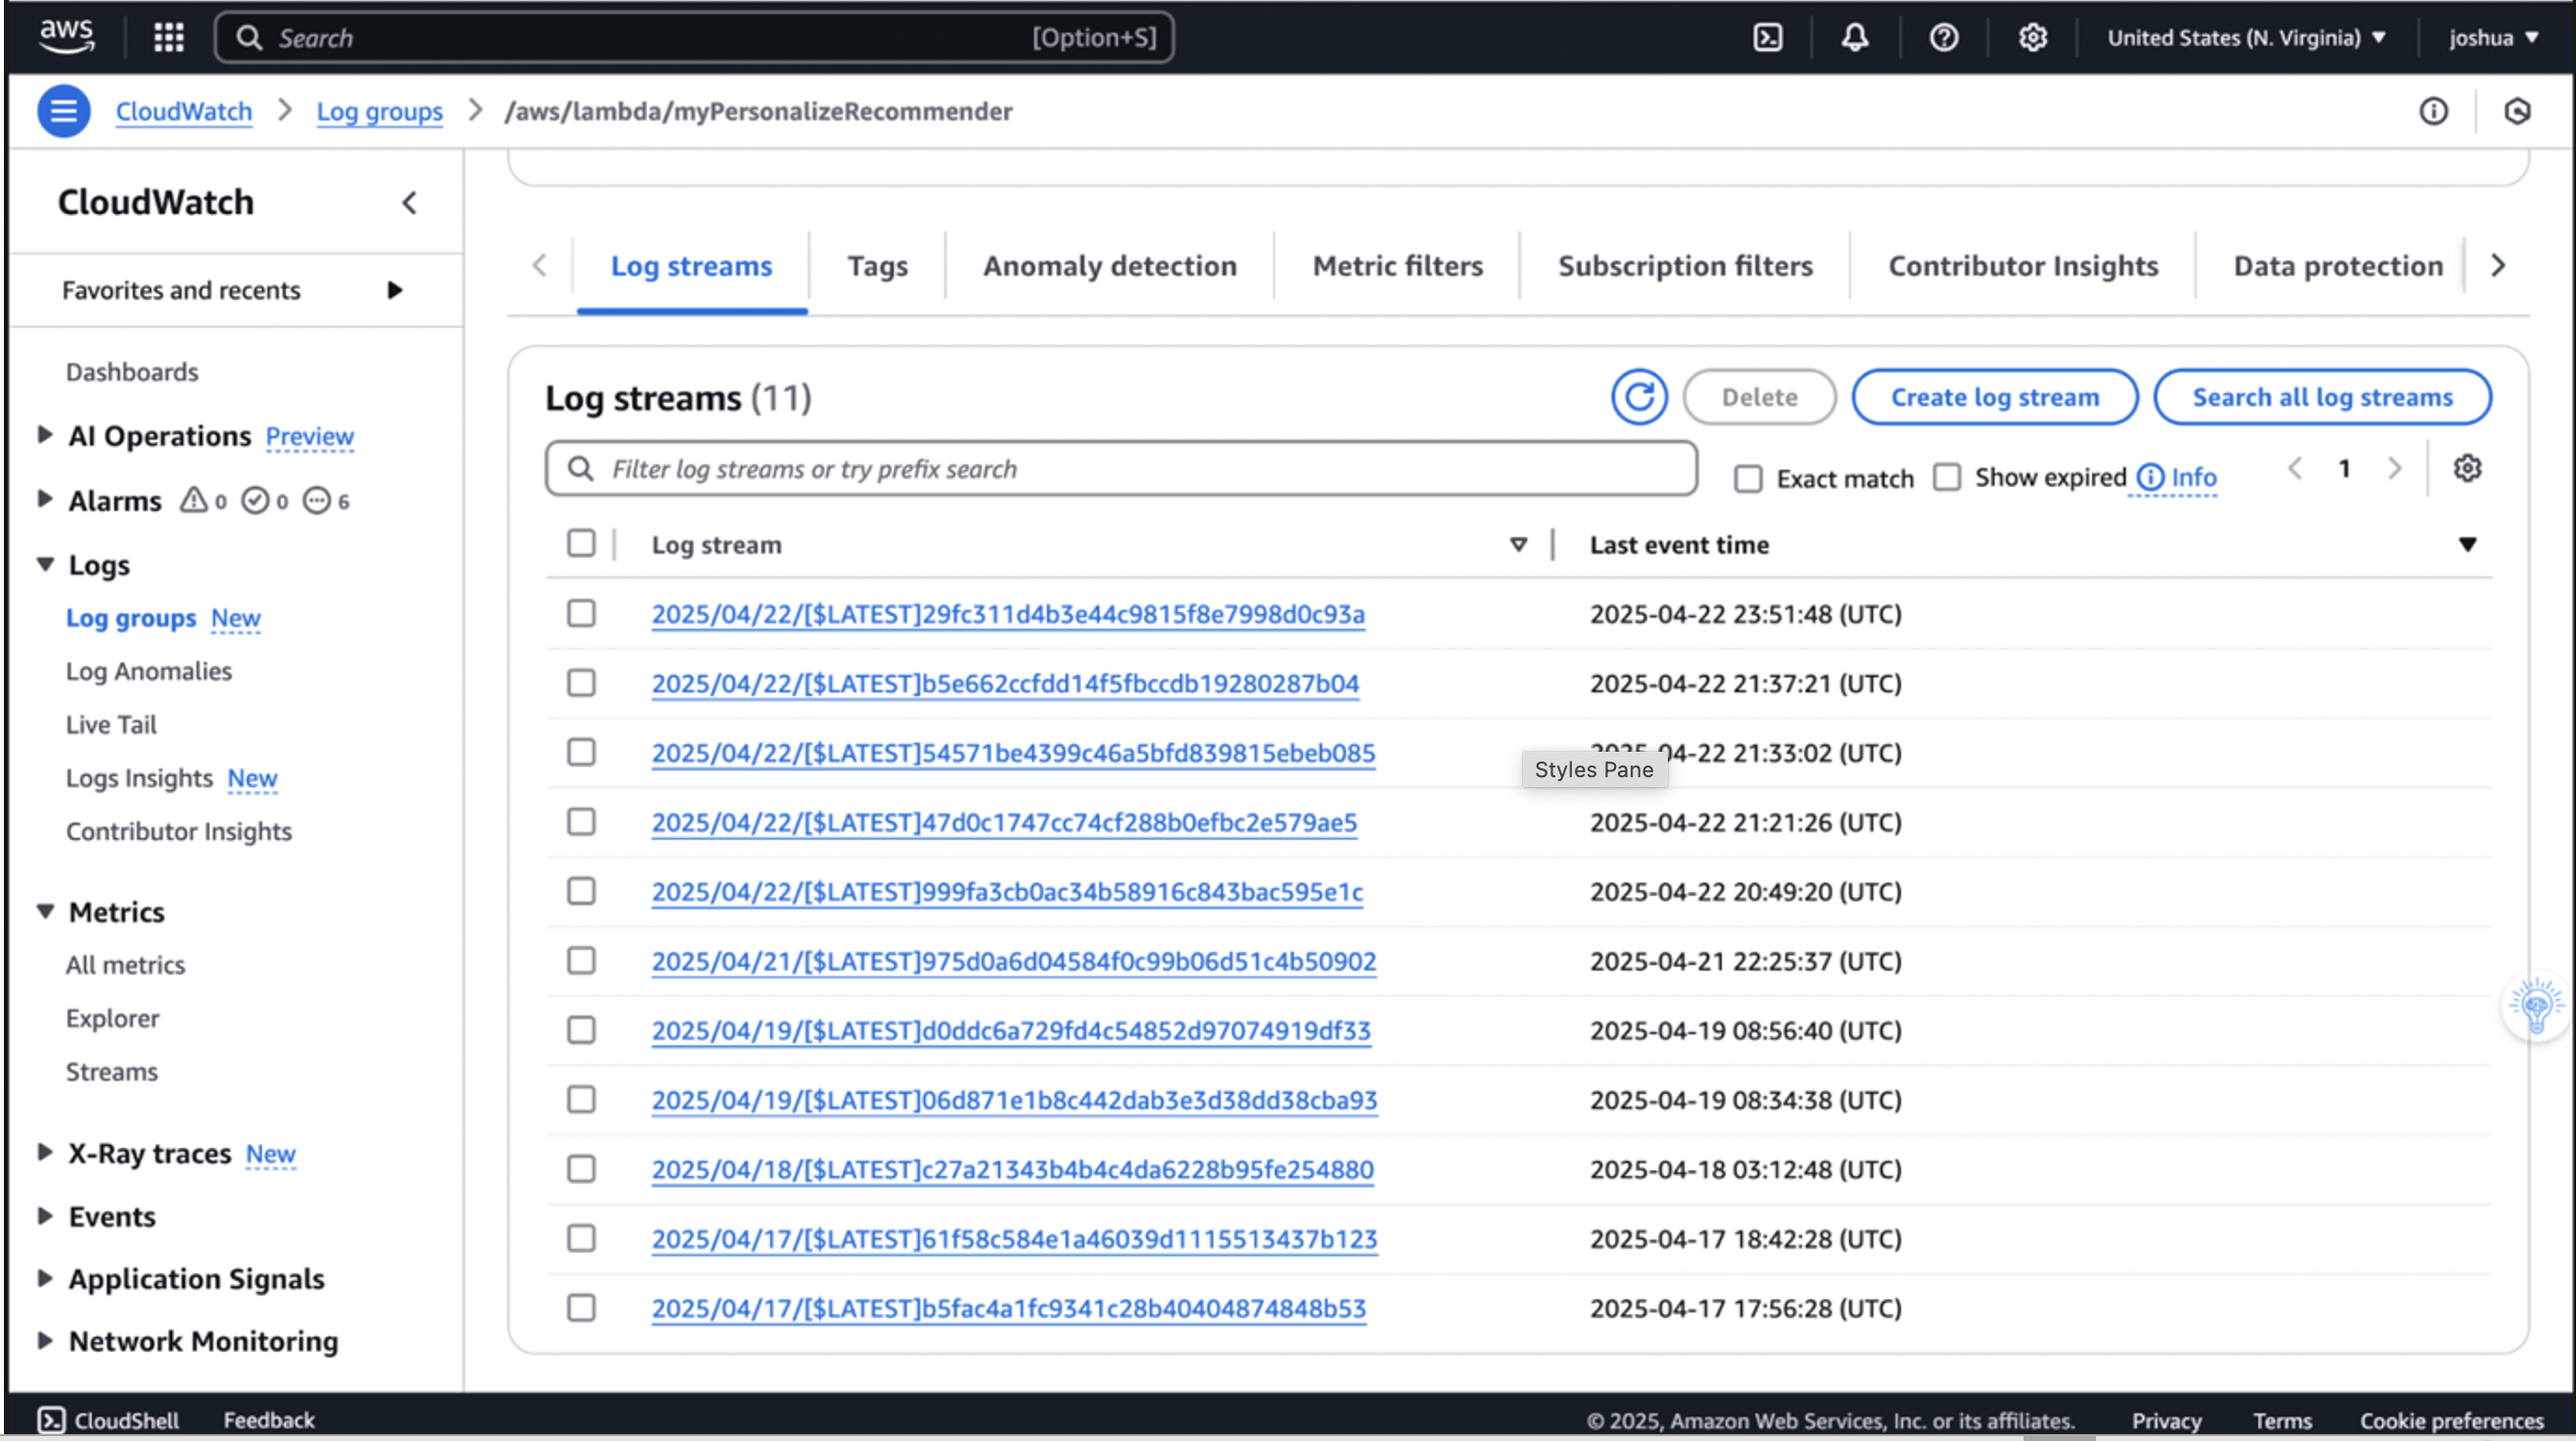 aws Search [Option+S] United States (N. Virginia) joshua
CloudWatch Log groups /aws/lambda/myPersonalizeRecommender
CloudWatch
Favorites and recents
Dashboards
AI Operations Preview
Alarms 0 0 6
Logs
Log groups New
Log Anomalies
Live Tail
Logs Insights New
Contributor Insights
Metrics
All metrics
Explorer
Streams
X-Ray traces New
Events
Application Signals
Network Monitoring
Log streams Tags Anomaly detection Metric filters Subscription filters Contributor Insights Data protection
Log streams (11) Delete Create log stream Search all log streams
Filter log streams or try prefix search Exact match Show expired Info 1
Log stream Last event time
2025/04/22/[$LATEST]29fc311d4b3e44c9815f8e7998d0c93a 2025-04-22 23:51:48 (UTC)
2025/04/22/[$LATEST]b5e662ccfdd14f5fbccdb19280287b04 2025-04-22 21:37:21 (UTC)
2025/04/22/[$LATEST]54571be4399c46a5bfd839815ebeb085 2025-04-22 21:33:02 (UTC)
Styles Pane
2025/04/22/[$LATEST]47d0c1747cc74cf288b0efbc2e579ae5 2025-04-22 21:21:26 (UTC)
2025/04/22/[$LATEST]999fa3cb0ac34b58916c843bac595e1c 2025-04-22 20:49:20 (UTC)
2025/04/21/[$LATEST]975d0a6d04584f0c99b06d51c4b50902 2025-04-21 22:25:37 (UTC)
2025/04/19/[$LATEST]d0ddc6a729fd4c54852d97074919df33 2025-04-19 08:56:40 (UTC)
2025/04/19/[$LATEST]06d871e1b8c442dab3e3d38dd38cba93 2025-04-19 08:34:38 (UTC)
2025/04/18/[$LATEST]c27a21343b4b4c4da6228b95fe254880 2025-04-18 03:12:48 (UTC)
2025/04/17/[$LATEST]61f58c584e1a46039d1115513437b123 2025-04-17 18:42:28 (UTC)
2025/04/17/[$LATEST]b5fac4a1fc9341c28b40404874848b53 2025-04-17 17:56:28 (UTC)
CloudShell Feedback © 2025, Amazon Web Services, Inc. or its affiliates. Privacy Terms Cookie preferences